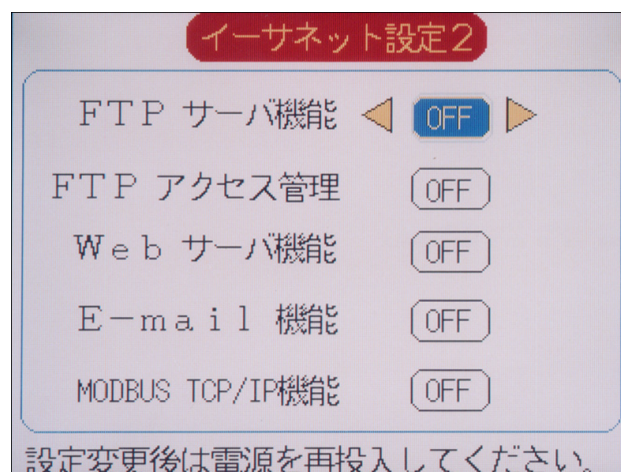 イーサネット設定2
FTP サーバ機能 OFF
FTP アクセス管理 OFF
Web サーバ機能 OFF
E－mail 機能 OFF
MODBUS TCP/IP機能 OFF
設定変更後は電源を再投入してください。